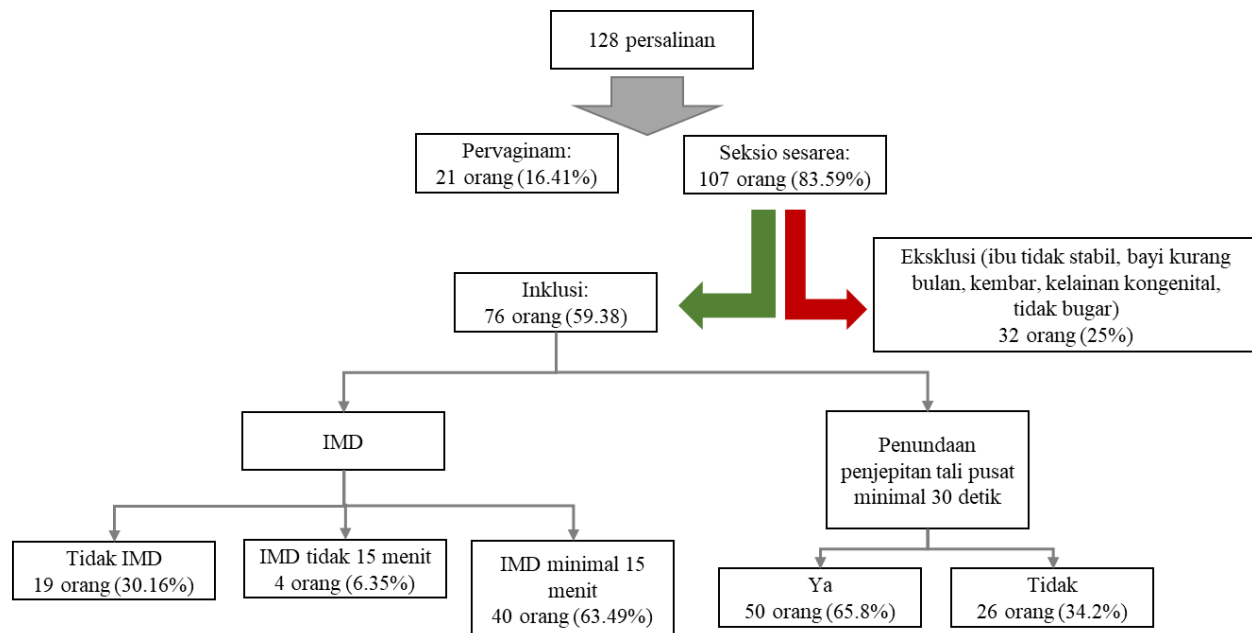 128 persalinan
Pervaginam:
21 orang (16.41%)
Seksio sesarea:
107 orang (83.59%)
Eksklusi (ibu tidak stabil, bayi kurang
bulan, kembar, kelainan kongenital,
tidak bugar)
32 orang (25%)
Inklusi:
76 orang (59.38)
IMD
Penundaan
penjepitan tali pusat
minimal 30 detik
Tidak IMD
19 orang (30.16%)
IMD tidak 15 menit
4 orang (6.35%)
IMD minimal 15
menit
40 orang (63.49%)
Ya
50 orang (65.8%)
Tidak
26 orang (34.2%)